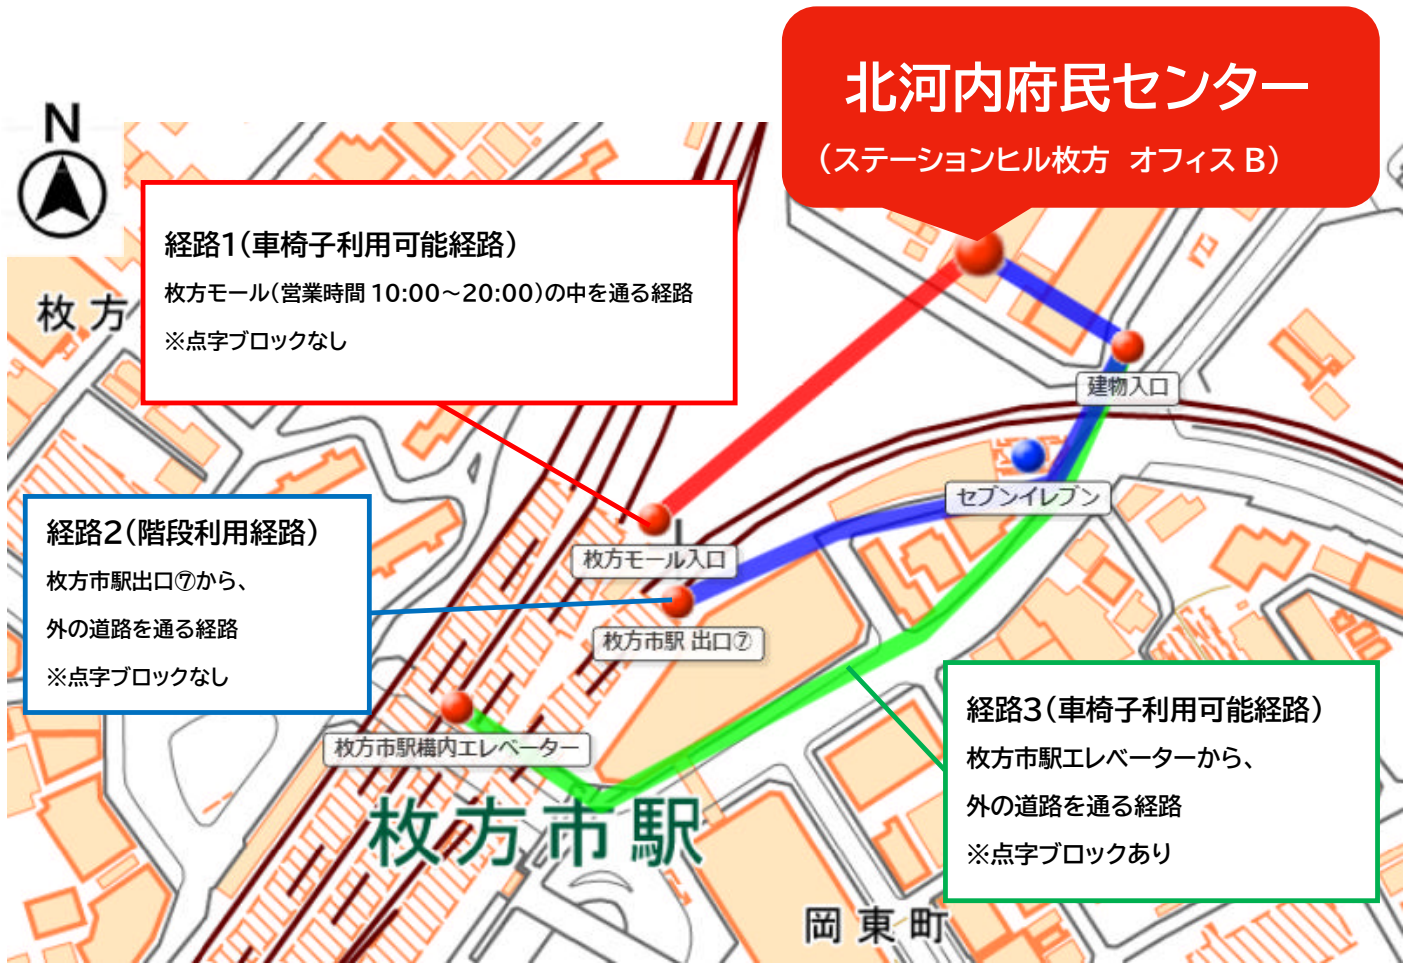 北河内府民センター
（ステーションヒル枚方 オフィスB）
N
経路1（車椅子利用可能経路）
枚方モール（営業時間 10:00～20:00）の中を通る経路
※点字ブロックなし
枚方
建物入口
セブンイレブン
経路2（階段利用経路）
枚方市駅出口⑦から、
外の道路を通る経路
※点字ブロックなし
枚方モール入口
枚方市駅 出口⑦
枚方市駅構内エレベーター
経路3（車椅子利用可能経路）
枚方市駅エレベーターから、
外の道路を通る経路
※点字ブロックあり
枚方市駅
岡東町